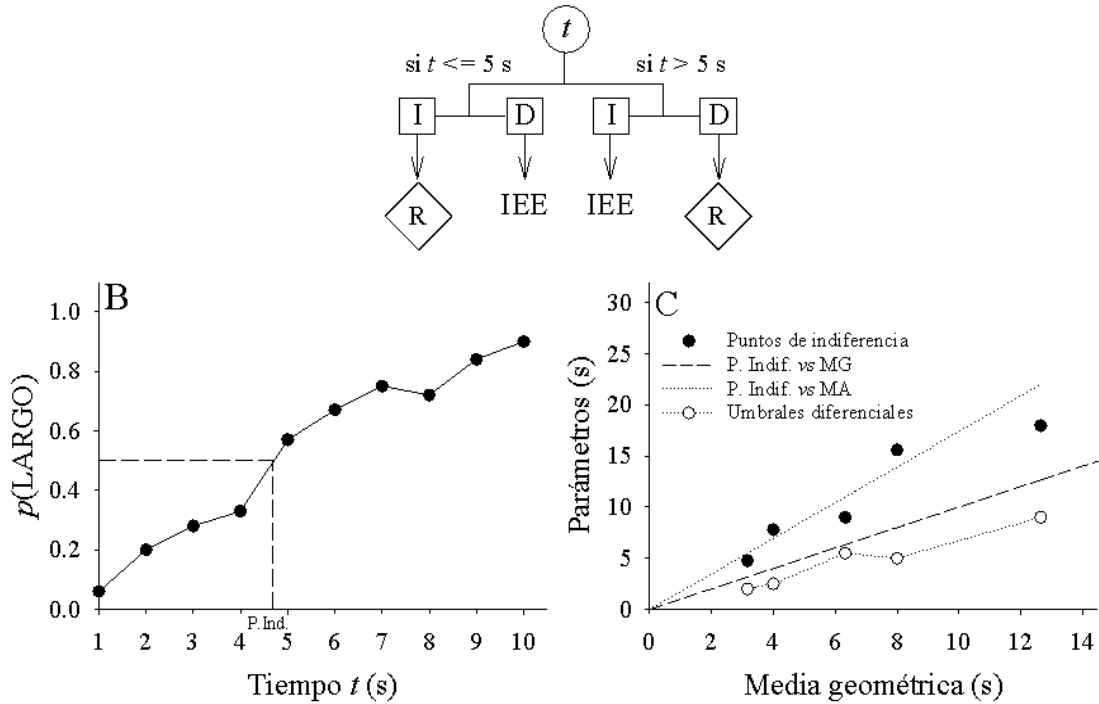 t
si t <= 5 s
si t > 5 s
I
D
I
D
R
IEE
IEE
R
B
1.0
0.8
0.6
0.4
0.2
0.0
p(LARGO)
1
2
3
4
P. Ind.
5
6
7
8
9
10
Tiempo t (s)
C
30
25
20
15
10
5
0
Parámetros (s)
Puntos de indiferencia
P. Indif. vs MG
P. Indif. vs MA
Umbrales diferenciales
0
2
4
6
8
10
12
14
Media geométrica (s)